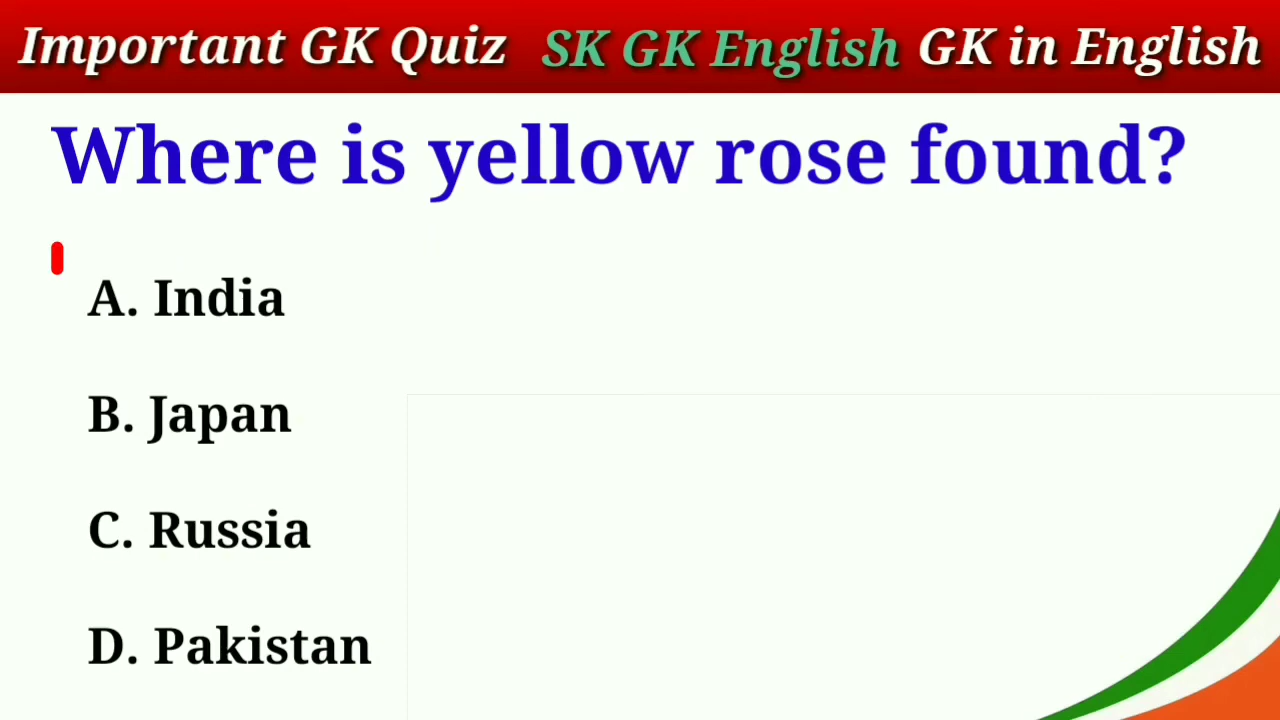 Important GK Quiz SK GK English GK in English
Where is yellow rose found?
A. India
B. Japan
C. Russia
D. Pakistan